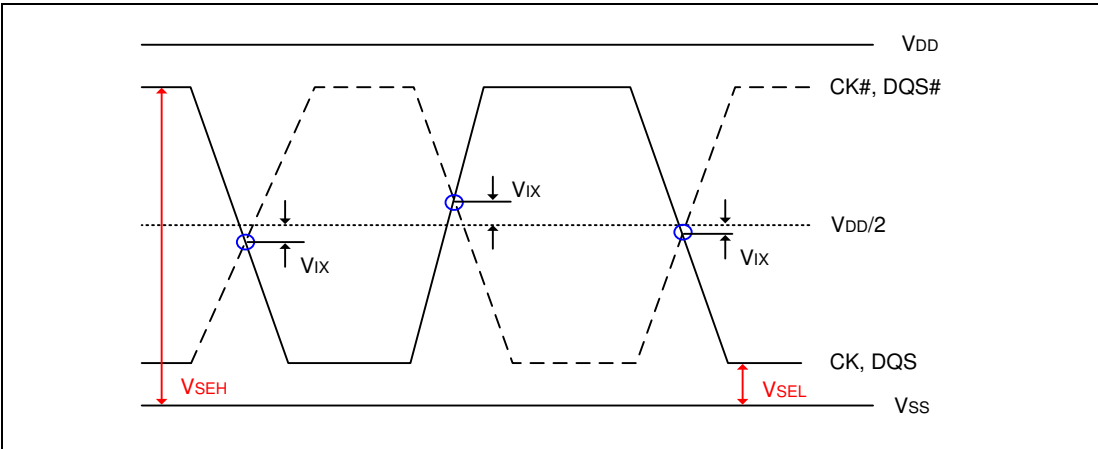 VDD
CK#, DQS#
VIX
VDD/2
VIX
VIX
CK, DQS
VSEH
VSEL
VSS